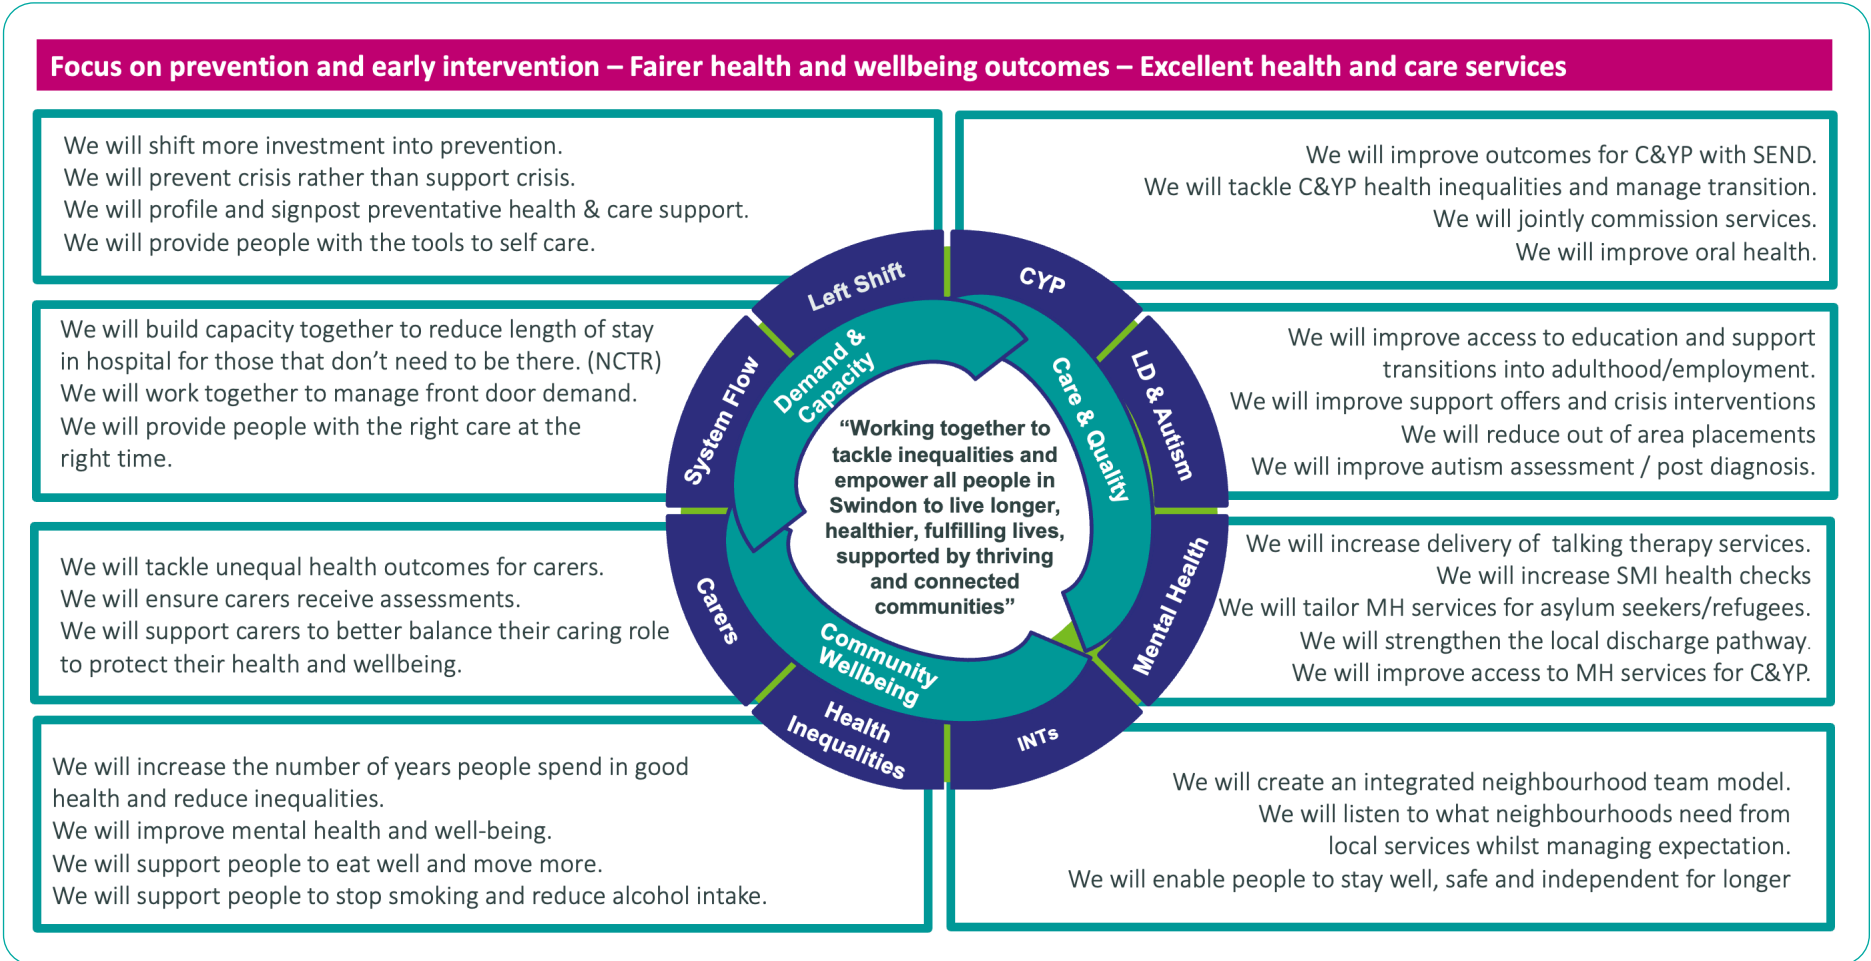 Focus on prevention and early intervention – Fairer health and wellbeing outcomes – Excellent health and care services
We will shift more investment into prevention.
We will prevent crisis rather than support crisis.
We will profile and signpost preventative health & care support.
We will provide people with the tools to self care.
We will improve outcomes for C&YP with SEND.
We will tackle C&YP health inequalities and manage transition.
We will jointly commission services.
We will improve oral health.
We will build capacity together to reduce length of stay
in hospital for those that don’t need to be there. (NCTR)
We will work together to manage front door demand.
We will provide people with the right care at the
right time.
We will improve access to education and support
transitions into adulthood/employment.
We will improve support offers and crisis interventions
We will reduce out of area placements
We will improve autism assessment / post diagnosis.
We will tackle unequal health outcomes for carers.
We will ensure carers receive assessments.
We will support carers to better balance their caring role
to protect their health and wellbeing.
We will increase delivery of  talking therapy services.
We will increase SMI health checks
We will tailor MH services for asylum seekers/refugees.
We will strengthen the local discharge pathway.
We will improve access to MH services for C&YP.
We will increase the number of years people spend in good
health and reduce inequalities.
We will improve mental health and well-being.
We will support people to eat well and move more.
We will support people to stop smoking and reduce alcohol intake.
We will create an integrated neighbourhood team model.
We will listen to what neighbourhoods need from
local services whilst managing expectation.
We will enable people to stay well, safe and independent for longer
Left Shift
CYP
LD & Autism
Mental Health
INTs
Health
Inequalities
Carers
System Flow
Demand &
Capacity
Care & Quality
Community
Wellbeing
“Working together to
tackle inequalities and
empower all people in
Swindon to live longer,
healthier, fulfilling lives,
supported by thriving
and connected
communities”